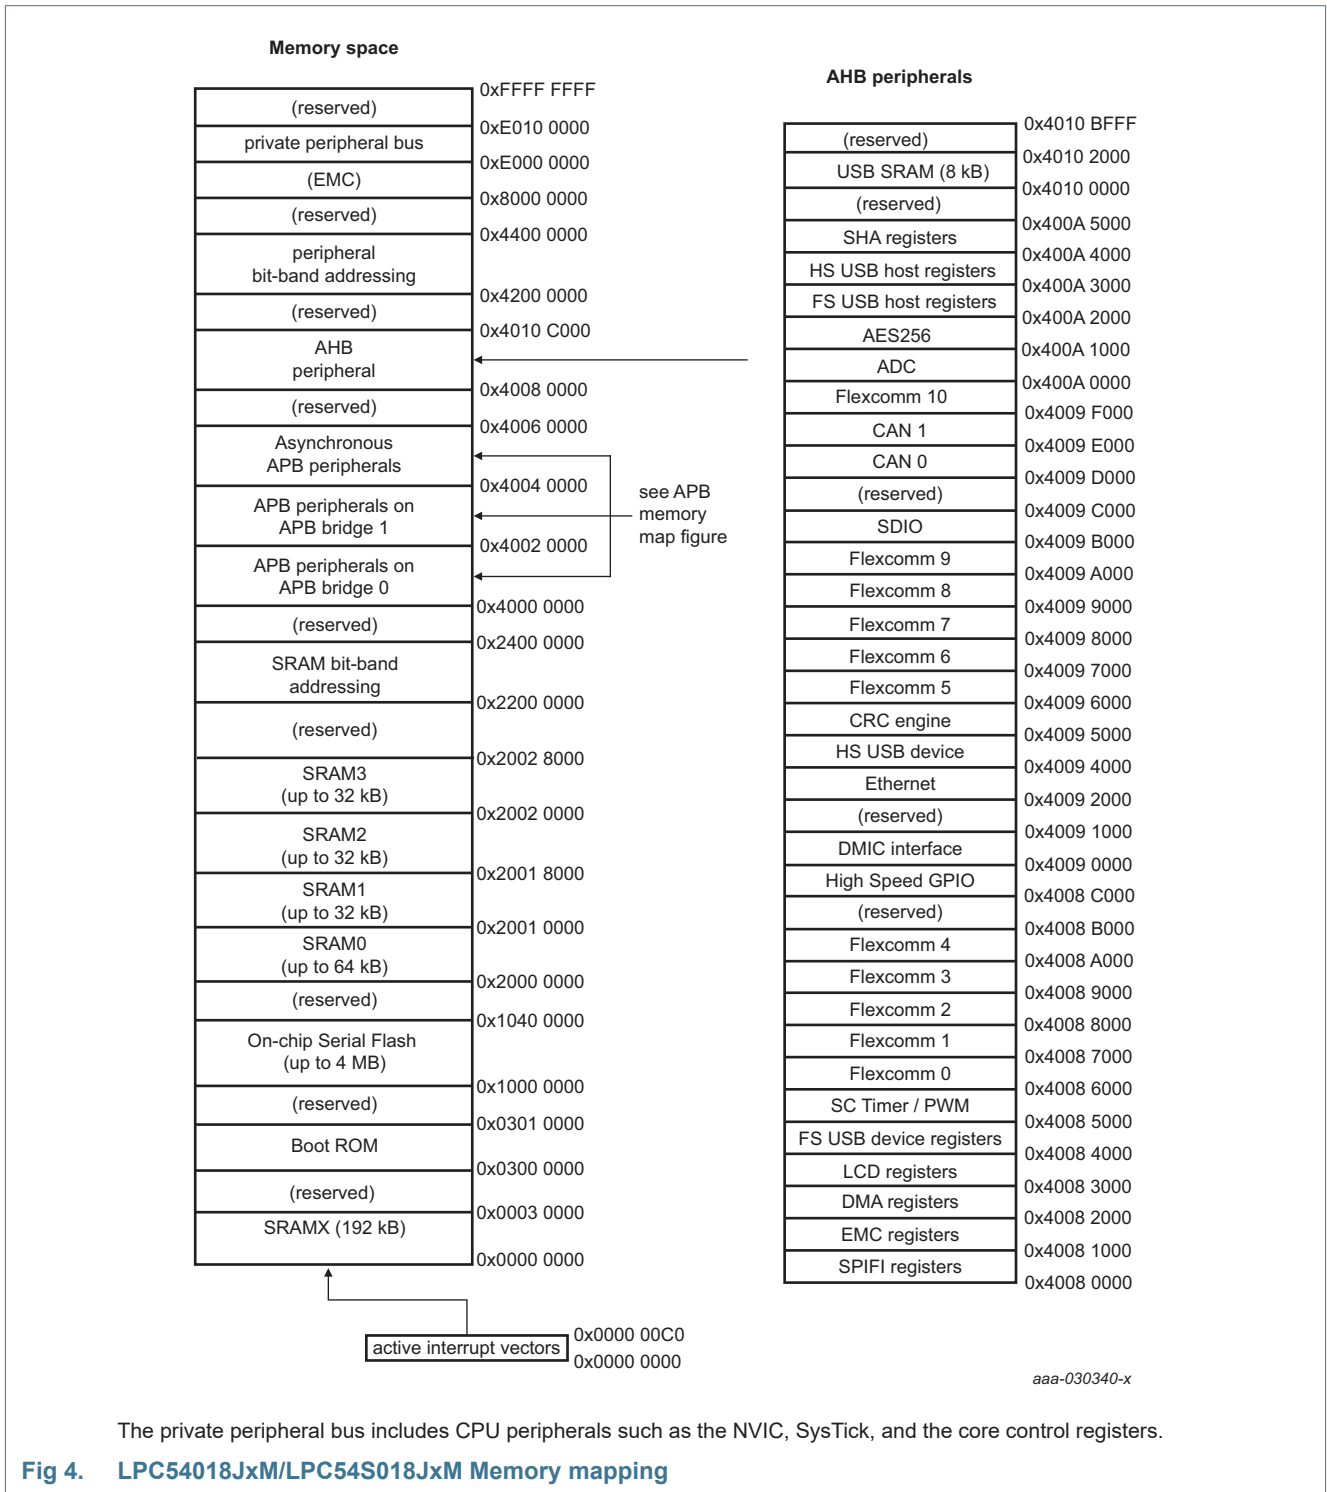 Memory space
0xFFFF FFFF
(reserved)
0xE010 0000
private peripheral bus
0xE000 0000
(EMC)
0x8000 0000
(reserved)
0x4400 0000
peripheral
bit-band addressing
0x4200 0000
(reserved)
0x4010 C000
AHB
peripheral
0x4008 0000
(reserved)
0x4006 0000
Asynchronous
APB peripherals
0x4004 0000
APB peripherals on
APB bridge 1
0x4002 0000
APB peripherals on
APB bridge 0
0x4000 0000
(reserved)
0x2400 0000
SRAM bit-band
addressing
0x2200 0000
(reserved)
0x2002 8000
SRAM3
(up to 32 kB)
0x2002 0000
SRAM2
(up to 32 kB)
0x2001 8000
SRAM1
(up to 32 kB)
0x2001 0000
SRAM0
(up to 64 kB)
0x2000 0000
(reserved)
0x1040 0000
On-chip Serial Flash
(up to 4 MB)
0x1000 0000
(reserved)
0x0301 0000
Boot ROM
0x0300 0000
(reserved)
0x0003 0000
SRAMX (192 kB)
0x0000 0000
0x0000 00C0
active interrupt vectors
0x0000 0000
see APB
memory
map figure
AHB peripherals
0x4010 BFFF
(reserved)
0x4010 2000
USB SRAM (8 kB)
0x4010 0000
(reserved)
0x400A 5000
SHA registers
0x400A 4000
HS USB host registers
0x400A 3000
FS USB host registers
0x400A 2000
AES256
0x400A 1000
ADC
0x400A 0000
Flexcomm 10
0x4009 F000
CAN 1
0x4009 E000
CAN 0
0x4009 D000
(reserved)
0x4009 C000
SDIO
0x4009 B000
Flexcomm 9
0x4009 A000
Flexcomm 8
0x4009 9000
Flexcomm 7
0x4009 8000
Flexcomm 6
0x4009 7000
Flexcomm 5
0x4009 6000
CRC engine
0x4009 5000
HS USB device
0x4009 4000
Ethernet
0x4009 2000
(reserved)
0x4009 1000
DMIC interface
0x4009 0000
High Speed GPIO
0x4008 C000
(reserved)
0x4008 B000
Flexcomm 4
0x4008 A000
Flexcomm 3
0x4008 9000
Flexcomm 2
0x4008 8000
Flexcomm 1
0x4008 7000
Flexcomm 0
0x4008 6000
SC Timer / PWM
0x4008 5000
FS USB device registers
0x4008 4000
LCD registers
0x4008 3000
DMA registers
0x4008 2000
EMC registers
0x4008 1000
SPIFI registers
0x4008 0000
aaa-030340-x
The private peripheral bus includes CPU peripherals such as the NVIC, SysTick, and the core control registers.
Fig 4. LPC54018JxM/LPC54S018JxM Memory mapping